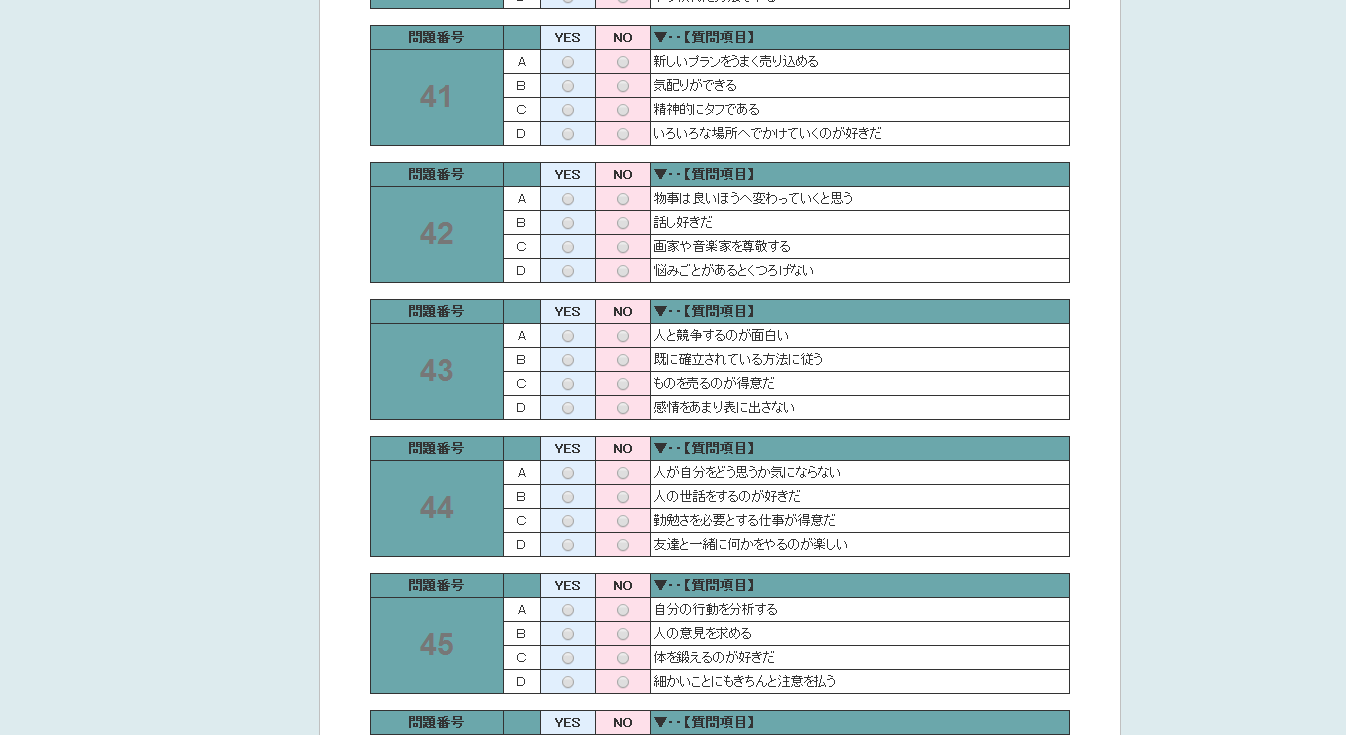 問題番号 YES NO ▼--【質問項目】
41
A 新しいプランをうまく売り込める
B 気配りができる
C 精神的にタフである
D いろいろな場所へでかけていくのが好きだ
問題番号 YES NO ▼--【質問項目】
42
A 物事は良いほうへ変わっていくと思う
B 話し好きだ
C 画家や音楽家を尊敬する
D 悩みごとがあるとくつろげない
問題番号 YES NO ▼--【質問項目】
43
A 人と競争するのが面白い
B 既に確立されている方法に従う
C ものを売るのが得意だ
D 感情をあまり表に出さない
問題番号 YES NO ▼--【質問項目】
44
A 人が自分をどう思うか気にならない
B 人の世話をするのが好きだ
C 勤勉さを必要とする仕事が得意だ
D 友達と一緒に何かをやるのが楽しい
問題番号 YES NO ▼--【質問項目】
45
A 自分の行動を分析する
B 人の意見を求める
C 体を鍛えるのが好きだ
D 細かいことにもきちんと注意を払う
問題番号 YES NO ▼--【質問項目】